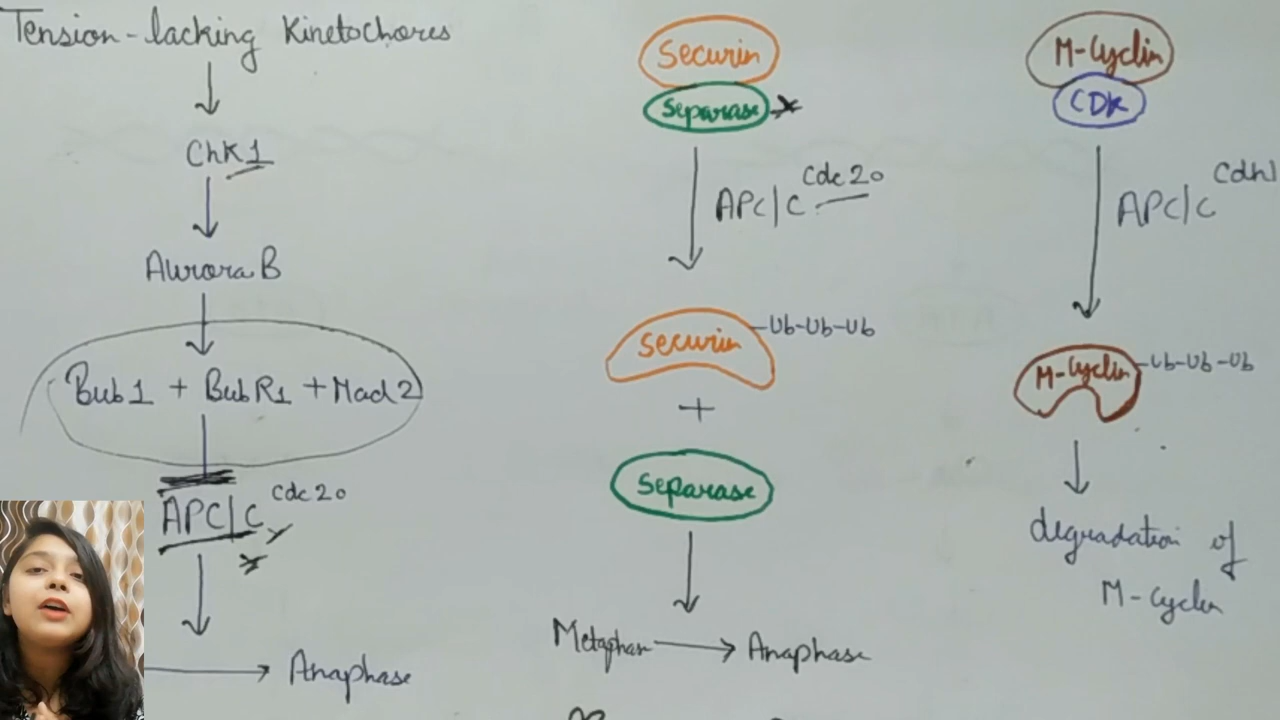 Tension-lacking Kinetochores
Chk1
Aurora B
Bub1 + BubR1 + Mad2
APC/C Cdc20
Anaphase
Securin
Separase
APC/C Cdc20
Securin -Ub-Ub-Ub
+
Separase
Metaphase → Anaphase
M-Cyclin
CDK
APC/C Cdh1
M-Cyclin -Ub-Ub-Ub
degradation of
M-Cyclin